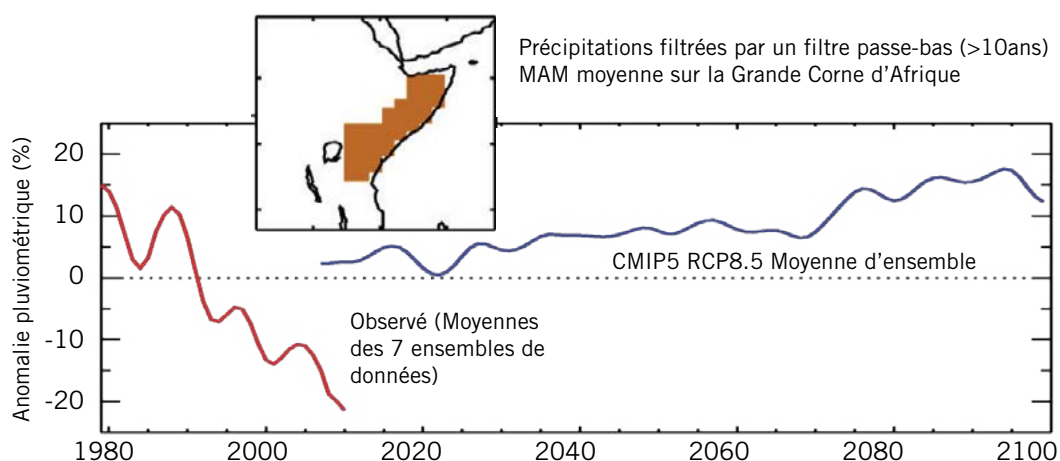 Précipitations filtrées par un filtre passe-bas (>10ans)
MAM moyenne sur la Grande Corne d'Afrique
Anomalie pluviométrique (%)
20
10
0
-10
-20
CMIP5 RCP8.5 Moyenne d'ensemble
Observé (Moyennes
des 7 ensembles de
données)
1980 2000 2020 2040 2060 2080 2100